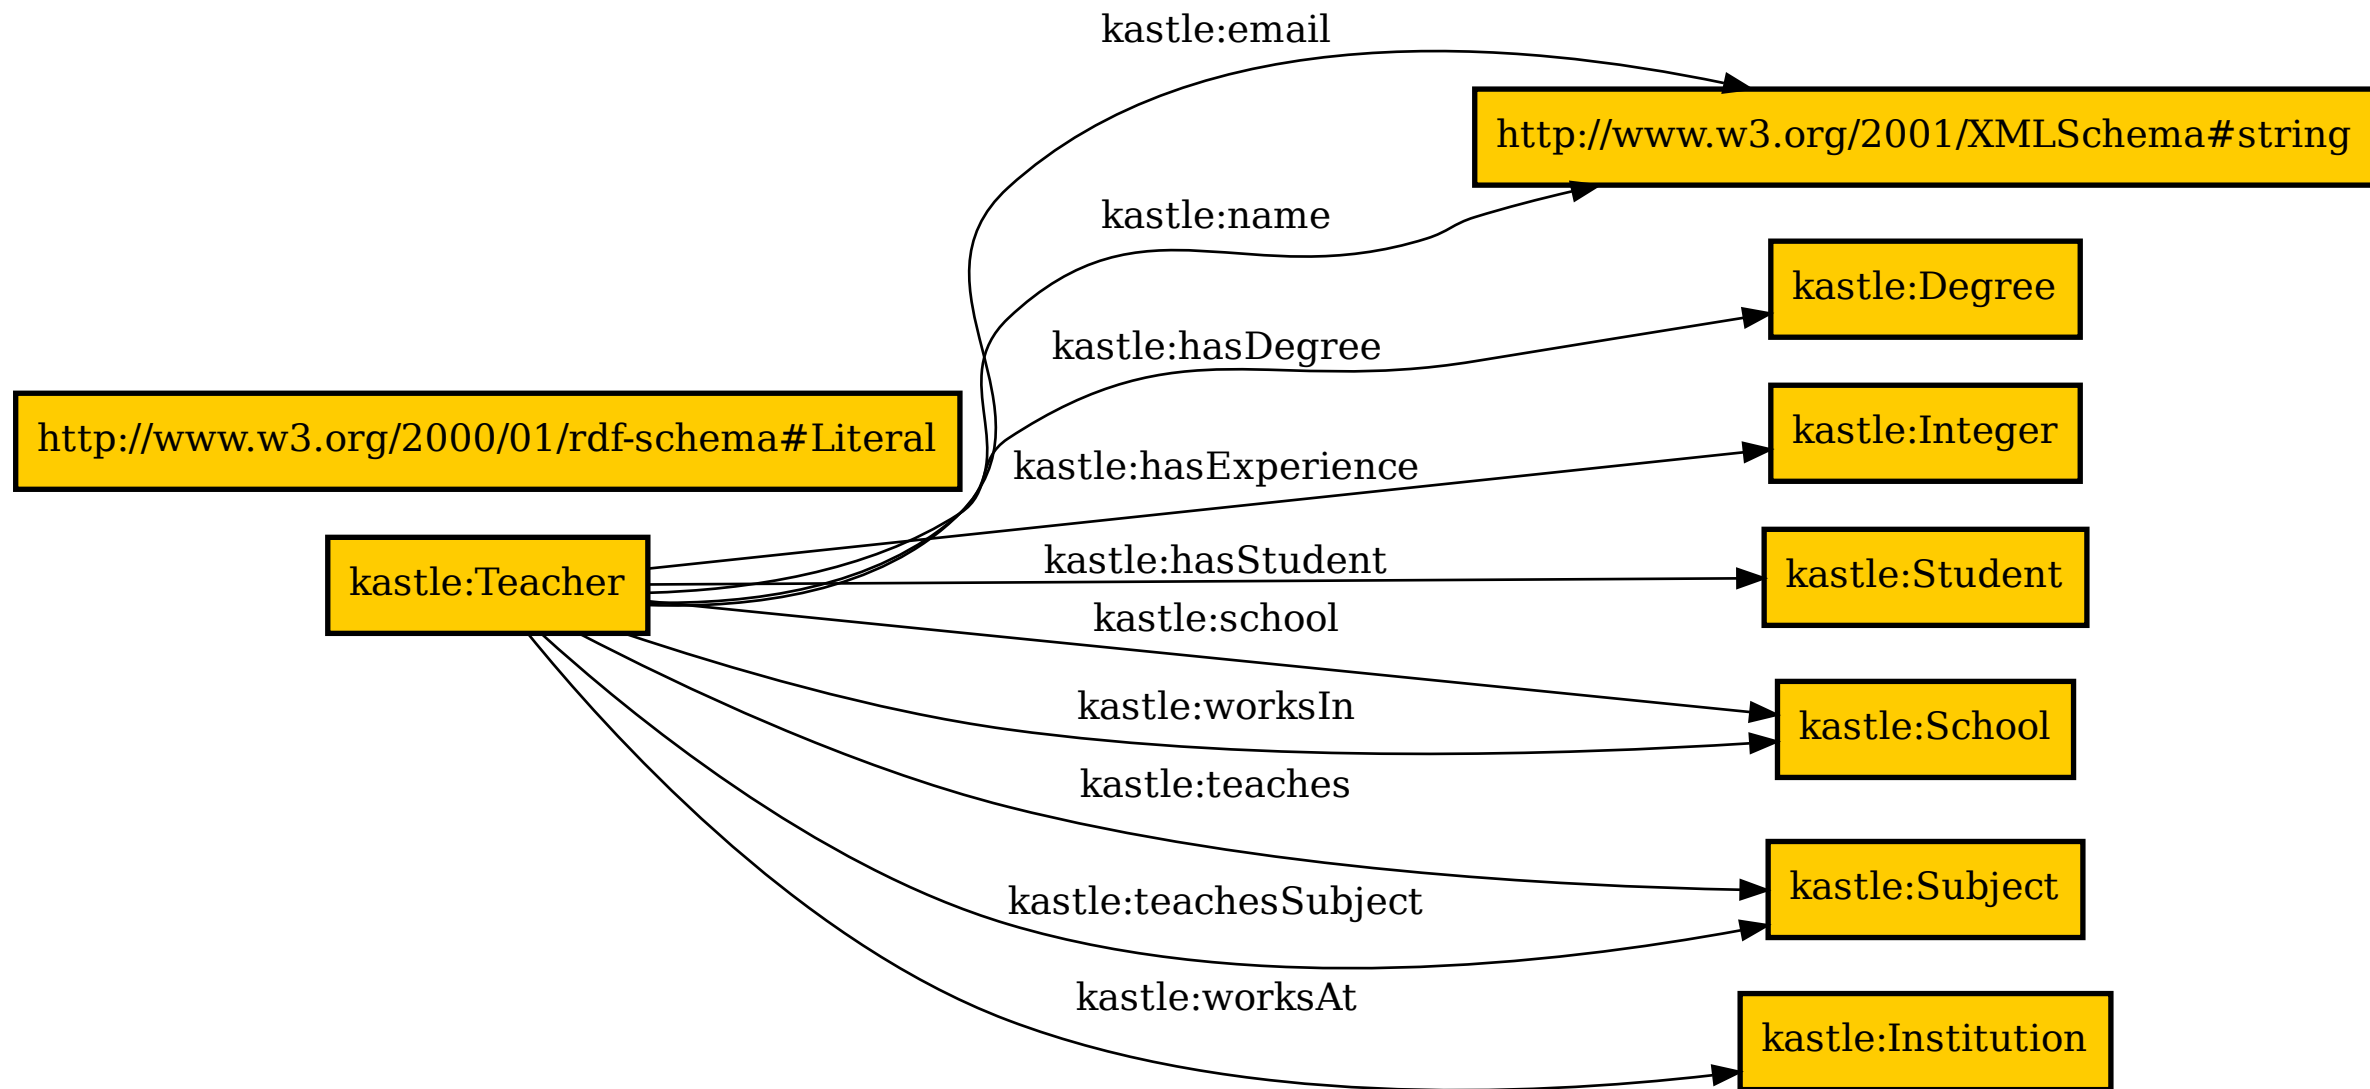 kastle:email
http://www.w3.org/2001/XMLSchema#string
kastle:name
kastle:Degree
kastle:hasDegree
http://www.w3.org/2000/01/rdf-schema#Literal
kastle:Integer
kastle:hasExperience
kastle:Teacher
kastle:hasStudent
kastle:Student
kastle:school
kastle:worksIn
kastle:School
kastle:teaches
kastle:Subject
kastle:teachesSubject
kastle:worksAt
kastle:Institution